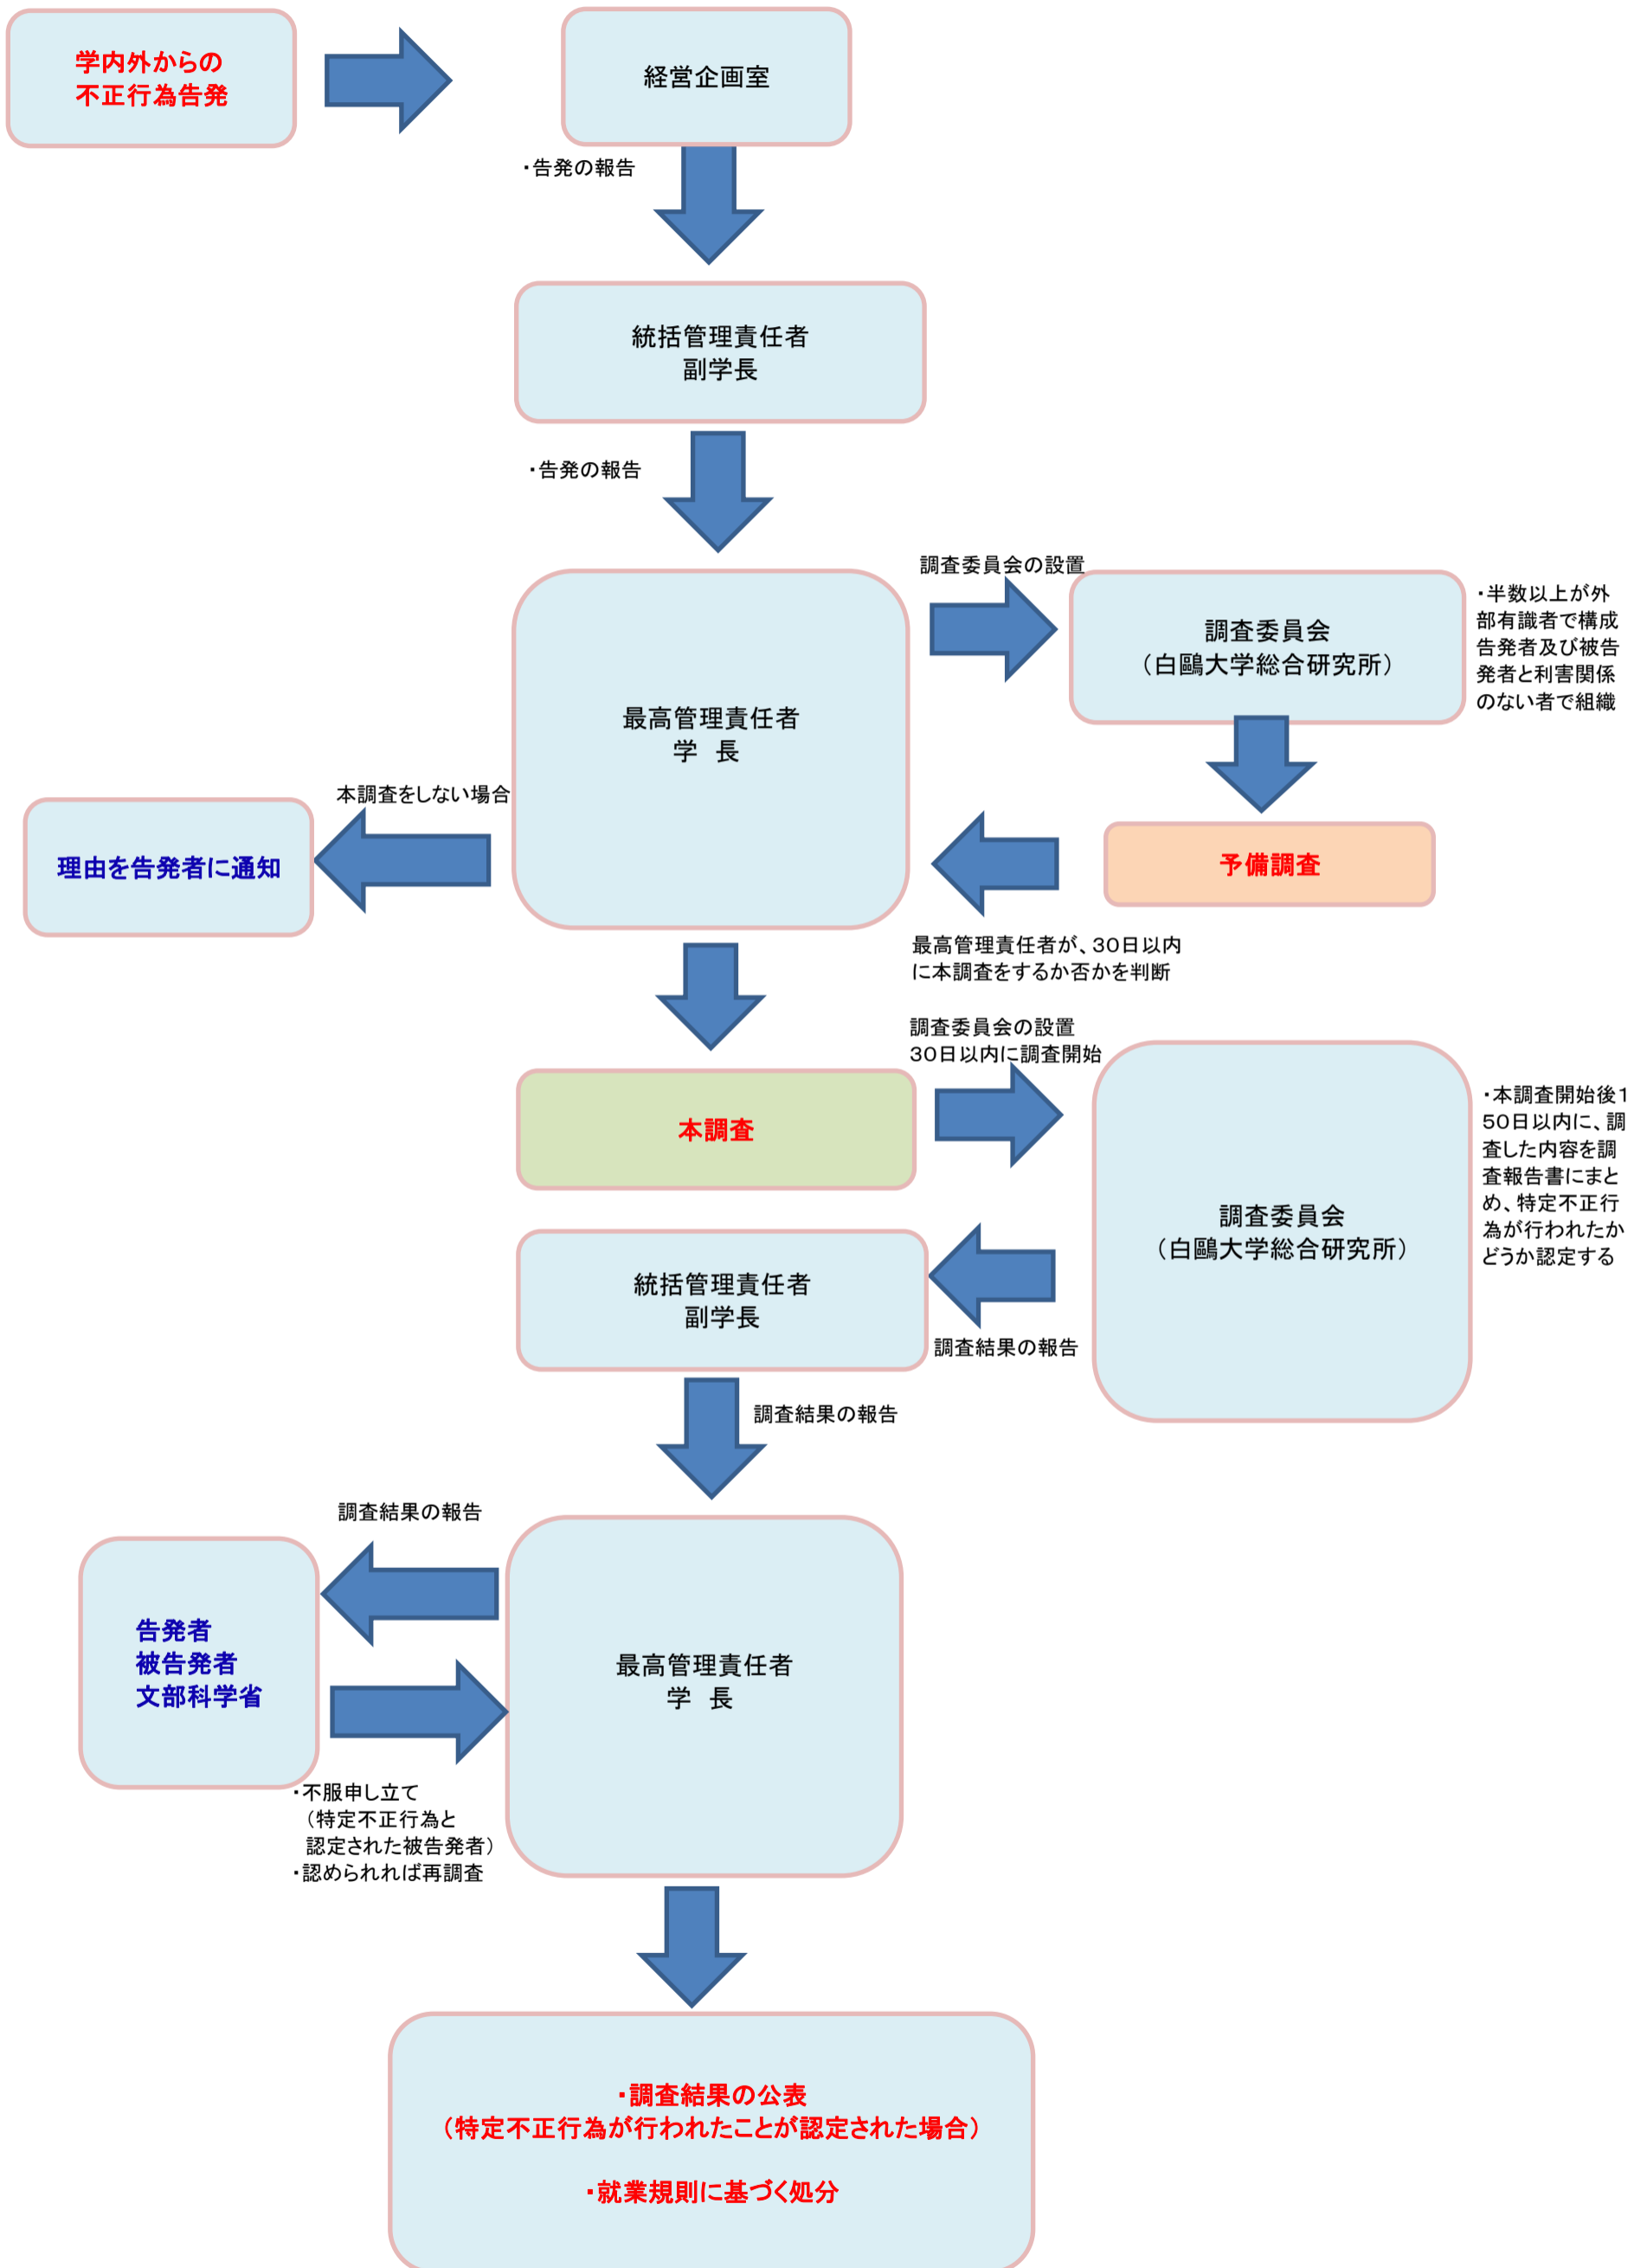 学内外からの
不正行為告発
経営企画室
・告発の報告
統括管理責任者
副学長
・告発の報告
調査委員会の設置
調査委員会
（白鷗大学総合研究所）
・半数以上が外
部有識者で構成
告発者及び被告
発者と利害関係
のない者で組織
最高管理責任者
学　長
本調査をしない場合
理由を告発者に通知
予備調査
最高管理責任者が、30日以内
に本調査をするか否かを判断
調査委員会の設置
30日以内に調査開始
本調査
調査委員会
（白鷗大学総合研究所）
・本調査開始後1
50日以内に、調
査した内容を調
査報告書にまと
め、特定不正行
為が行われたか
どうか認定する
統括管理責任者
副学長
調査結果の報告
調査結果の報告
調査結果の報告
告発者
被告発者
文部科学省
最高管理責任者
学　長
・不服申し立て
（特定不正行為と
認定された被告発者）
・認められれば再調査
・調査結果の公表
（特定不正行為が行われたことが認定された場合）
・就業規則に基づく処分